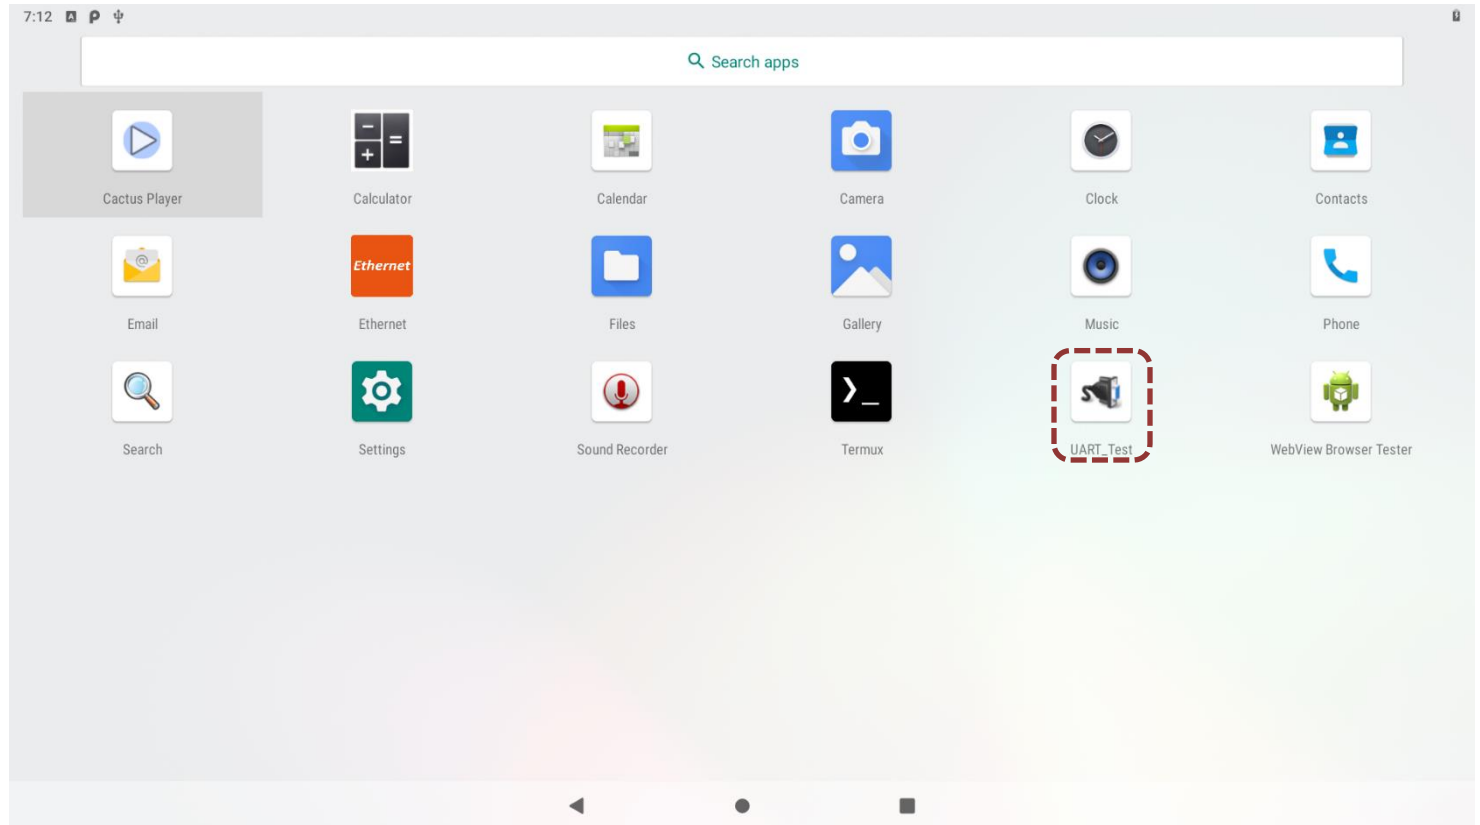 7:12
Search apps
Cactus Player
Calculator
Calendar
Camera
Clock
Contacts
Ethernet
Email
Ethernet
Files
Gallery
Music
Phone
Search
Settings
Sound Recorder
Termux
UART_Test
WebView Browser Tester